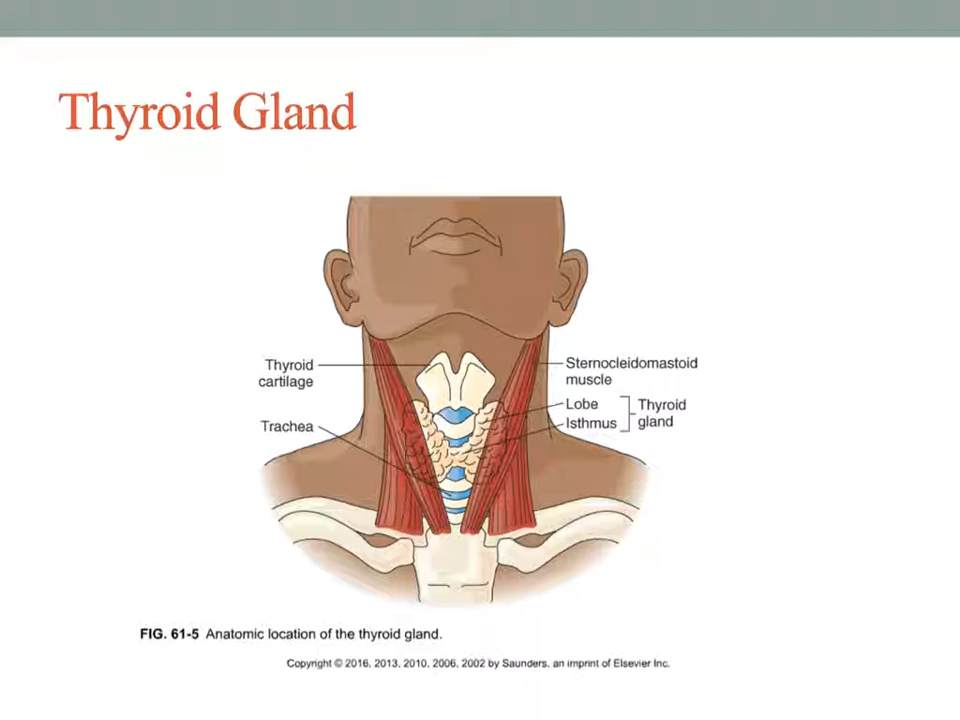 Thyroid Gland
Thyroid
cartilage
Trachea
Sternocleidomastoid
muscle
Lobe
Isthmus
Thyroid
gland
FIG. 61-5 Anatomic location of the thyroid gland.
Copyright © 2016, 2013, 2010, 2006, 2002 by Saunders, an imprint of Elsevier Inc.